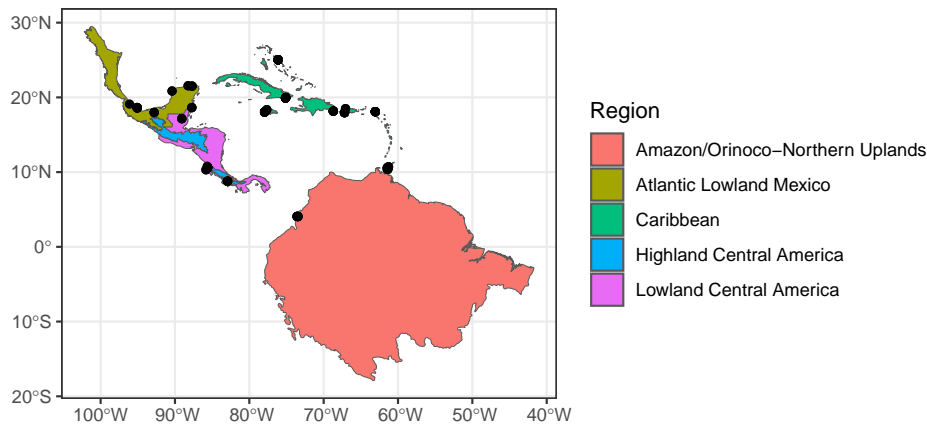 30°N
20°N
10°N
0°
10°S
20°S
100°W 90°W 80°W 70°W 60°W 50°W 40°W
Region
Amazon/Orinoco−Northern Uplands
Atlantic Lowland Mexico
Caribbean
Highland Central America
Lowland Central America